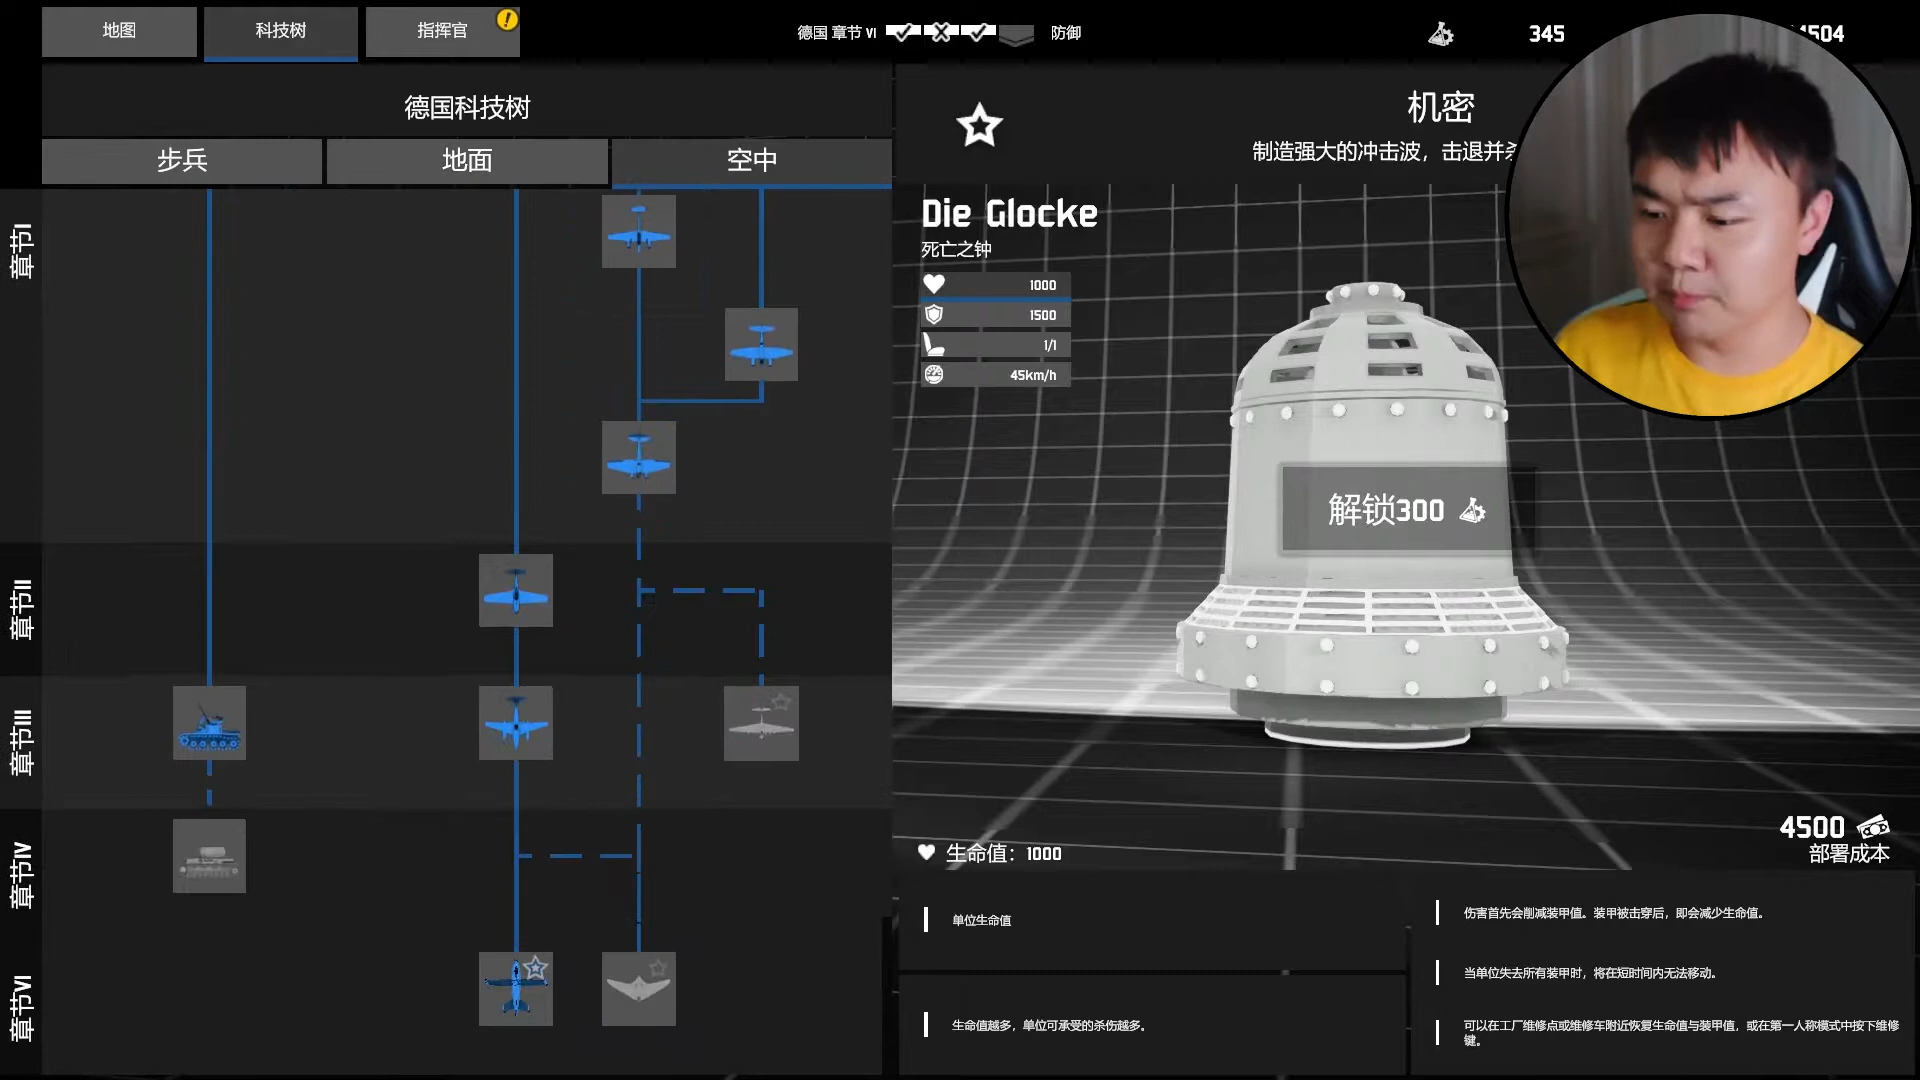 地图
科技树
指挥官
德国 章节 VI
防御
345
4504
德国科技树
步兵
地面
空中
章节I
章节II
章节III
章节IV
章节VI
机密
制造强大的冲击波，击退并
Die Glocke
死亡之钟
1000
1500
1/1
45km/h
解锁300
4500
部署成本
生命值：1000
单位生命值
生命值越多，单位可承受的杀伤越多。
伤害首先会削减装甲值。装甲被击穿后，即会减少生命值。
当单位失去所有装甲时，将在短时间内无法移动。
可以在工厂维修点或维修车附近恢复生命值与装甲值，或在第一人称模式中按下维修
键。